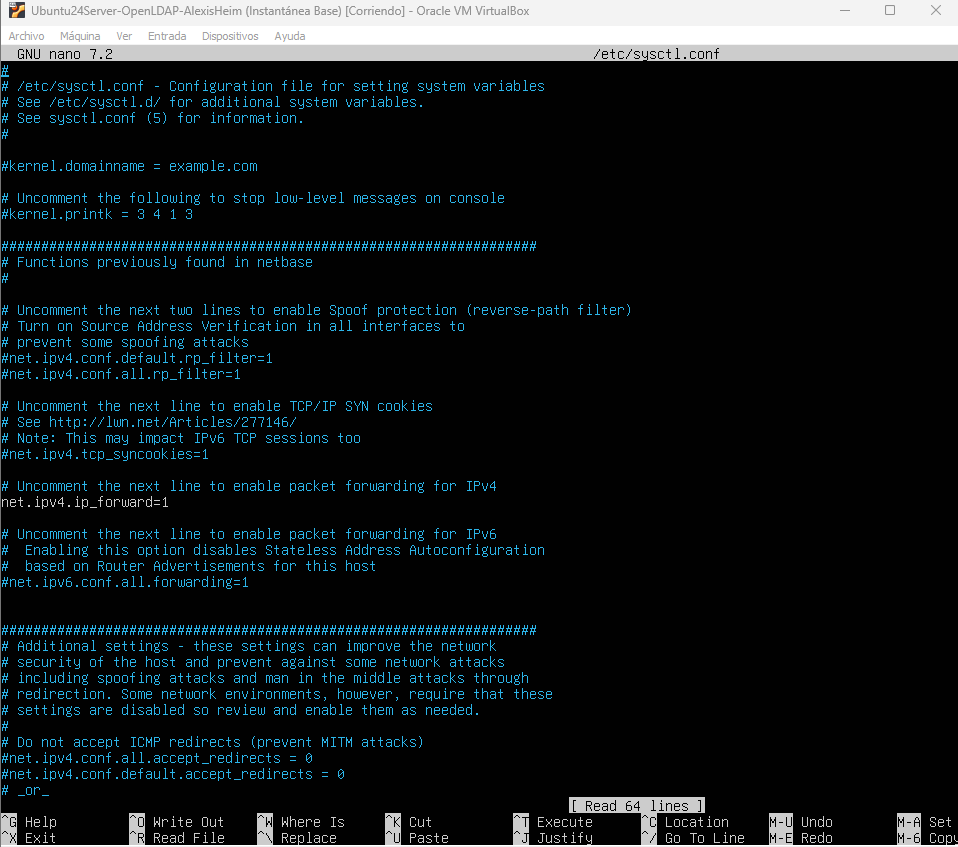 Ubuntu24Server-OpenLDAP-AlexisHeim (Instantánea Base) [Corriendo] - Oracle VM VirtualBox
Archivo Máquina Ver Entrada Dispositivos Ayuda
GNU nano 7.2 /etc/sysctl.conf
#
# /etc/sysctl.conf - Configuration file for setting system variables
# See /etc/sysctl.d/ for additional system variables.
# See sysctl.conf (5) for information.
#
#kernel.domainname = example.com
# Uncomment the following to stop low-level messages on console
#kernel.printk = 3 4 1 3
###################################################################
# Functions previously found in netbase
#
# Uncomment the next two lines to enable Spoof protection (reverse-path filter)
# Turn on Source Address Verification in all interfaces to
# prevent some spoofing attacks
#net.ipv4.conf.default.rp_filter=1
#net.ipv4.conf.all.rp_filter=1
# Uncomment the next line to enable TCP/IP SYN cookies
# See http://lwn.net/Articles/277146/
# Note: This may impact IPv6 TCP sessions too
#net.ipv4.tcp_syncookies=1
# Uncomment the next line to enable packet forwarding for IPv4
net.ipv4.ip_forward=1
# Uncomment the next line to enable packet forwarding for IPv6
#  Enabling this option disables Stateless Address Autoconfiguration
#  based on Router Advertisements for this host
#net.ipv6.conf.all.forwarding=1
###################################################################
# Additional settings - these settings can improve the network
# security of the host and prevent against some network attacks
# including spoofing attacks and man in the middle attacks through
# redirection. Some network environments, however, require that these
# settings are disabled so review and enable them as needed.
#
# Do not accept ICMP redirects (prevent MITM attacks)
#net.ipv4.conf.all.accept_redirects = 0
#net.ipv6.conf.default.accept_redirects = 0
# _or_
[ Read 64 lines ]
^G Help ^O Write Out ^W Where Is ^K Cut ^T Execute ^C Location M-U Undo M-A Set
^X Exit ^R Read File ^\ Replace ^U Paste ^J Justify ^/ Go To Line M-E Redo M-6 Copy